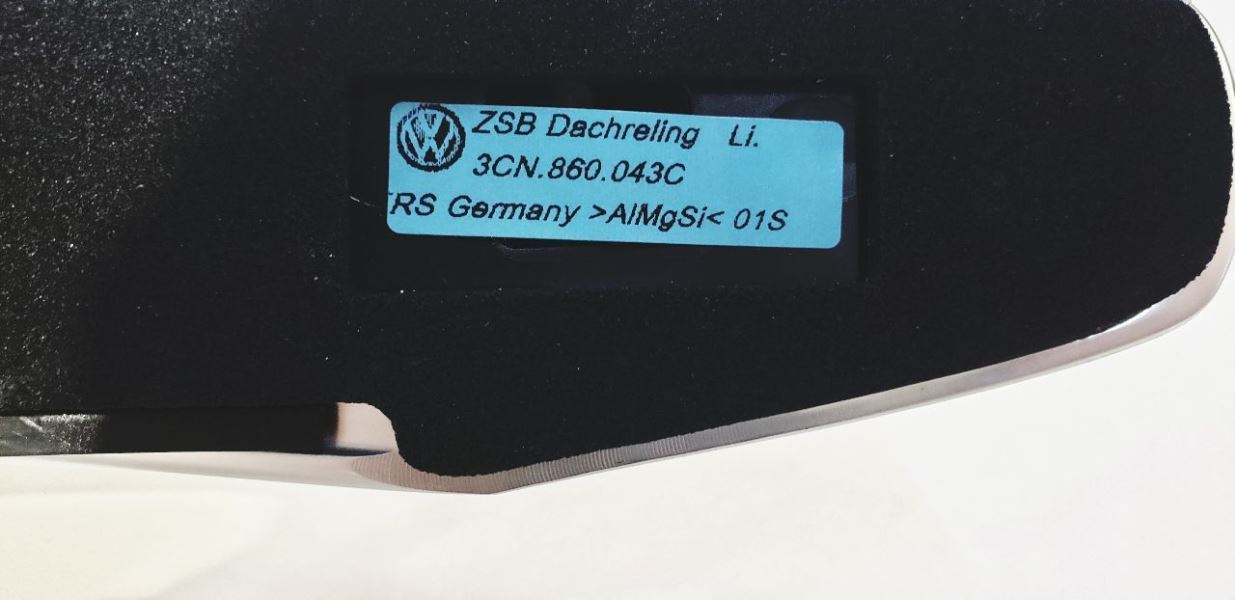 ZSB Dachreling Li.
3CN.860.043C
RS Germany >AlMgSi< 01S